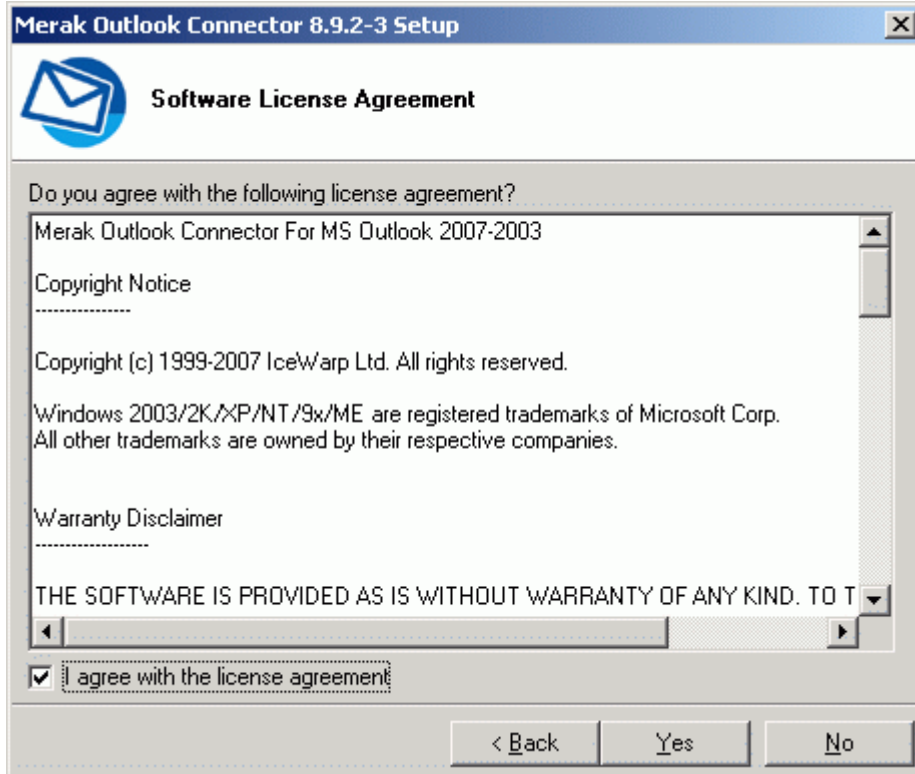 Merak Outlook Connector 8.9.2-3 Setup
Software License Agreement
Do you agree with the following license agreement?
Merak Outlook Connector For MS Outlook 2007-2003
Copyright Notice
----------------
Copyright (c) 1999-2007 IceWarp Ltd. All rights reserved.
Windows 2003/2K/XP/NT/9x/ME are registered trademarks of Microsoft Corp.
All other trademarks are owned by their respective companies.
Warranty Disclaimer
-------------------
THE SOFTWARE IS PROVIDED AS IS WITHOUT WARRANTY OF ANY KIND. TO T
I agree with the license agreement
< Back
Yes
No